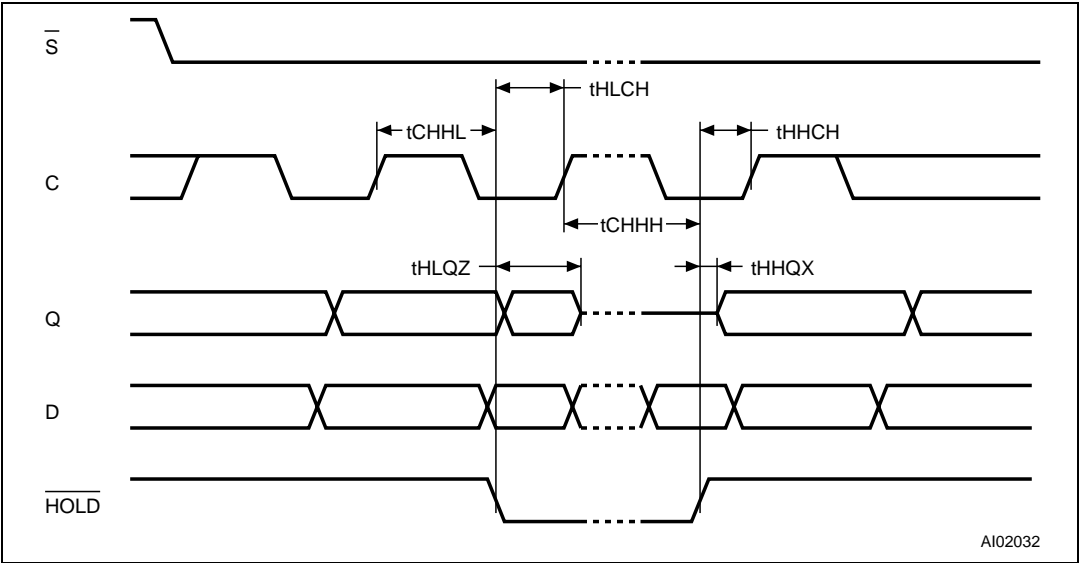 S
tHLCH
tCHHL
tHHCH
C
tCHHH
tHLQZ
tHHQX
Q
D
HOLD
AI02032